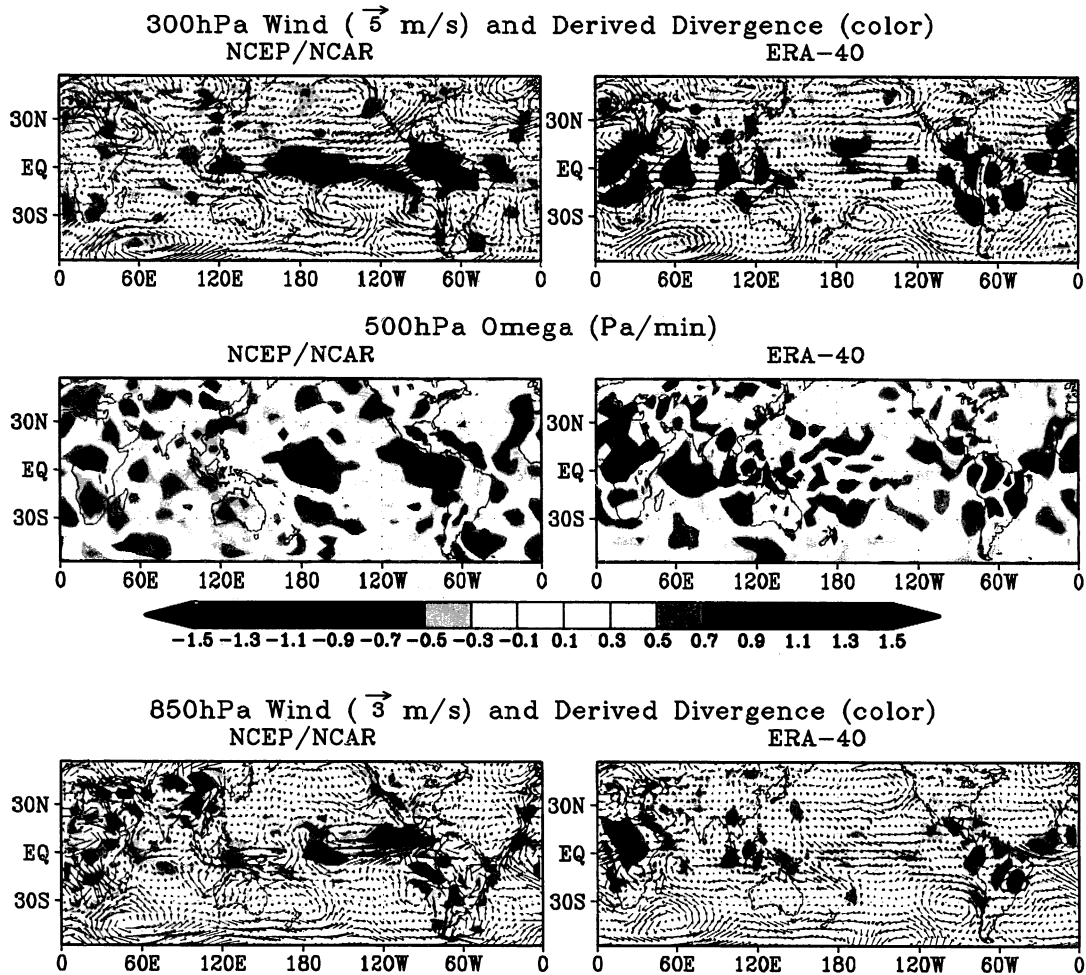 300hPa Wind ( 5 m/s) and Derived Divergence (color)
NCEP/NCAR ERA-40
30N 30N
EQ EQ
30S 30S
0 60E 120E 180 120W 60W 0 0 60E 120E 180 120W 60W 0
500hPa Omega (Pa/min)
NCEP/NCAR ERA-40
30N 30N
EQ EQ
30S 30S
0 60E 120E 180 120W 60W 0 0 60E 120E 180 120W 60W 0
-1.5 -1.3 -1.1 -0.9 -0.7 -0.5 -0.3 -0.1 0.1 0.3 0.5 0.7 0.9 1.1 1.3 1.5
850hPa Wind ( 3 m/s) and Derived Divergence (color)
NCEP/NCAR ERA-40
30N 30N
EQ EQ
30S 30S
0 60E 120E 180 120W 60W 0 0 60E 120E 180 120W 60W 0